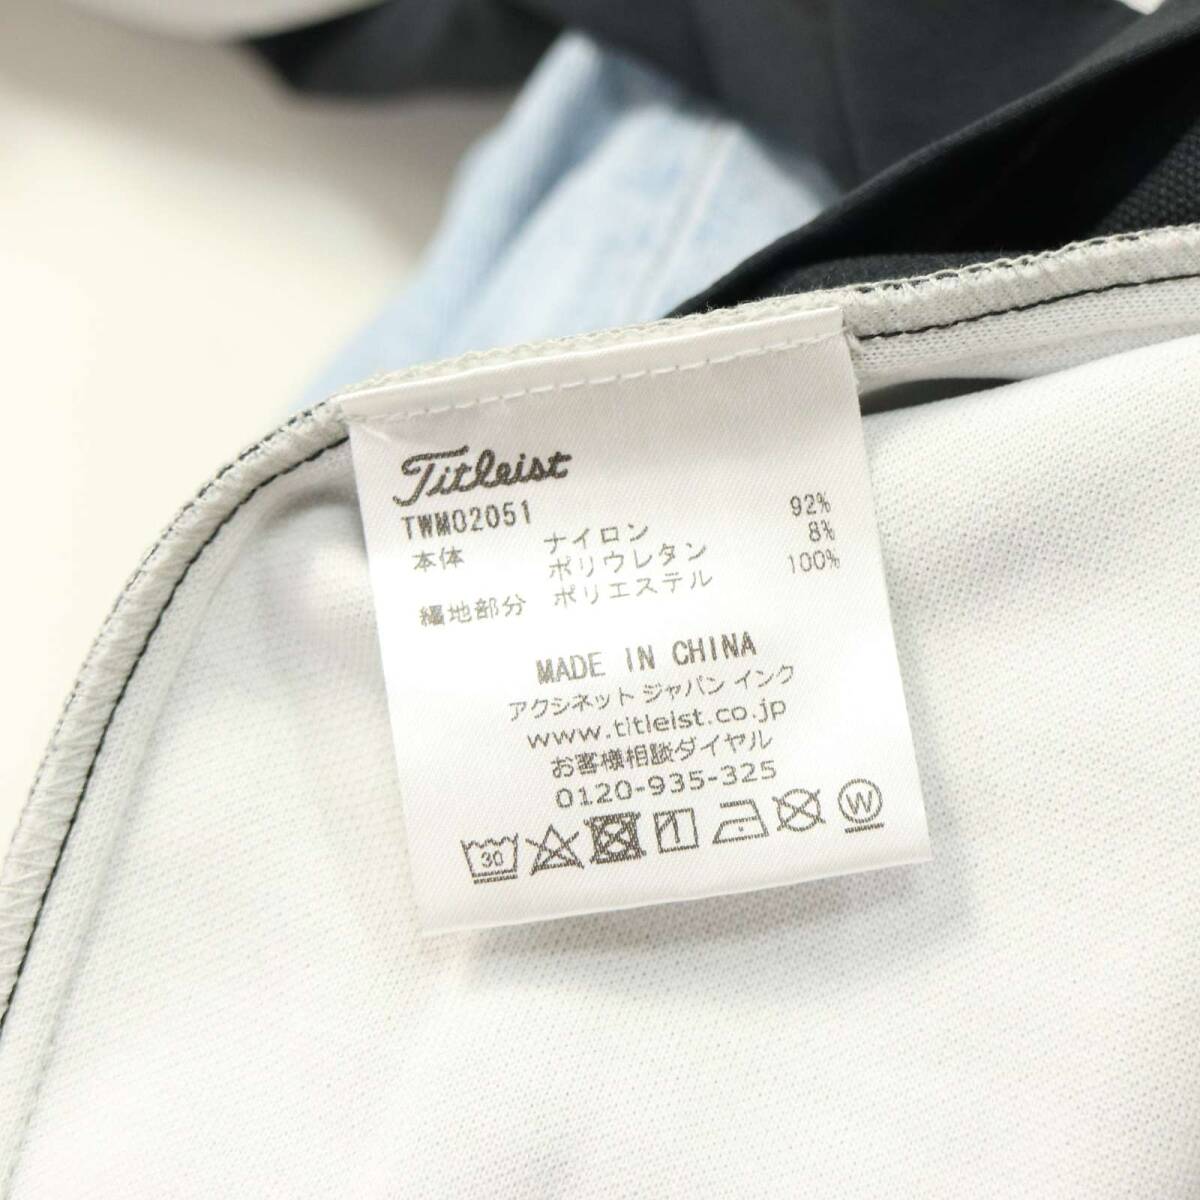 Titleist
TWM02051
本体 ナイロン 92%
ポリウレタン 8%
編地部分 ポリエステル 100%
MADE IN CHINA
アクシネット ジャパン インク
www.titleist.co.jp
お客様相談ダイヤル
0120-935-325
30
W